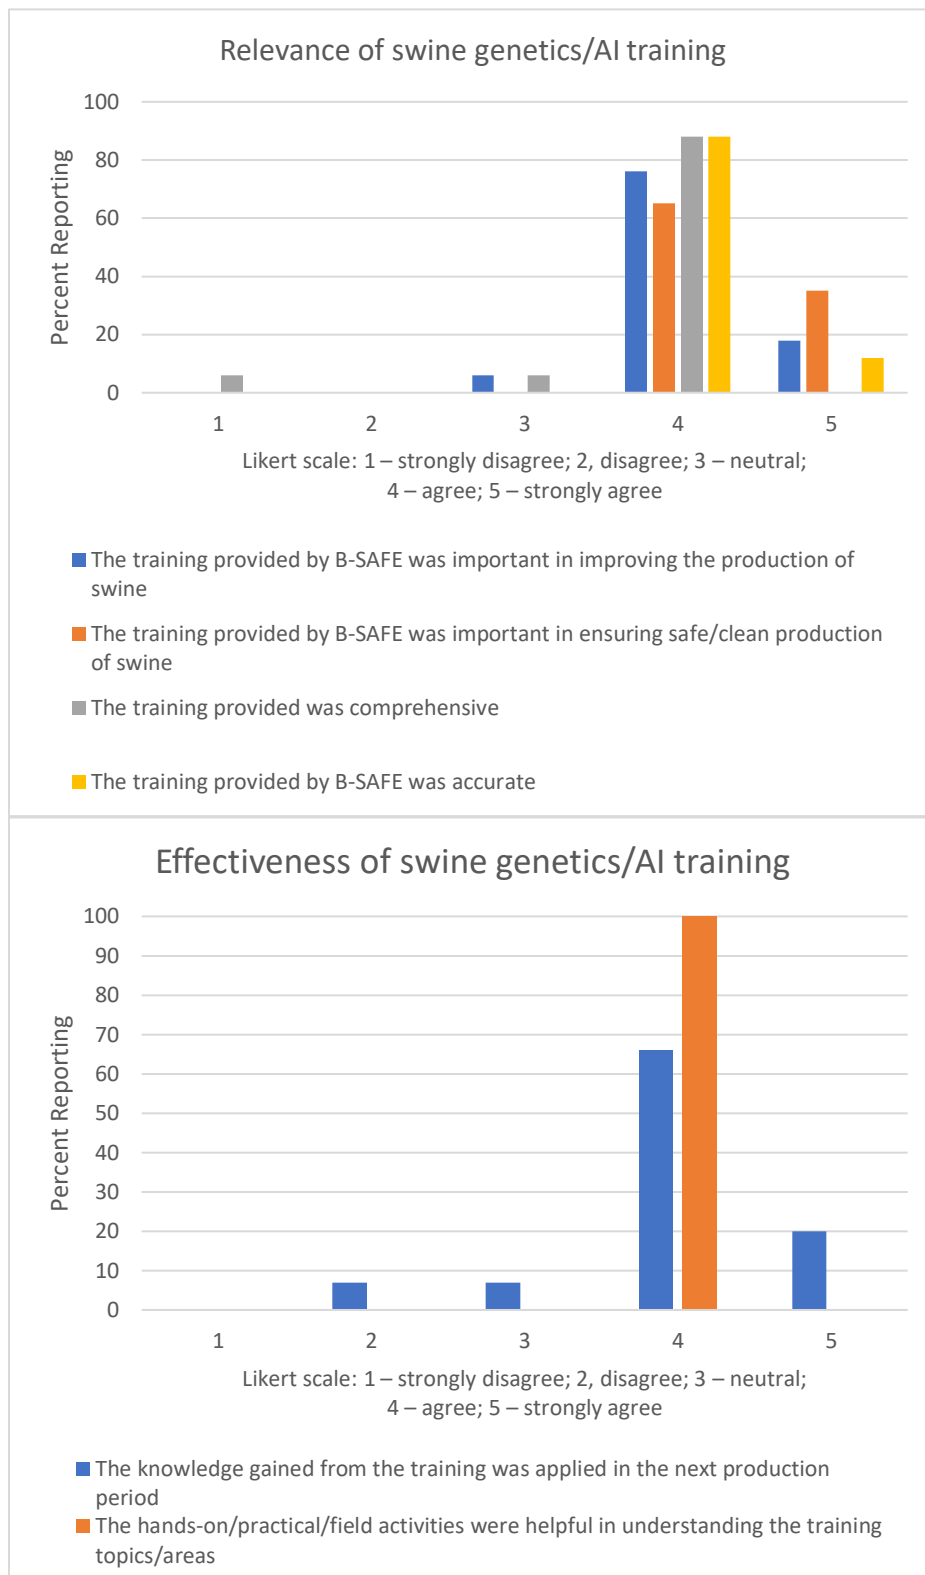 Relevance of swine genetics/AI training
100
80
60
40
20
0
Percent Reporting
1 2 3 4 5
Likert scale: 1 – strongly disagree; 2, disagree; 3 – neutral;
4 – agree; 5 – strongly agree
The training provided by B-SAFE was important in improving the production of
swine
The training provided by B-SAFE was important in ensuring safe/clean production
of swine
The training provided was comprehensive
The training provided by B-SAFE was accurate
Effectiveness of swine genetics/AI training
100
90
80
70
60
50
40
30
20
10
0
Percent Reporting
1 2 3 4 5
Likert scale: 1 – strongly disagree; 2, disagree; 3 – neutral;
4 – agree; 5 – strongly agree
The knowledge gained from the training was applied in the next production
period
The hands-on/practical/field activities were helpful in understanding the training
topics/areas